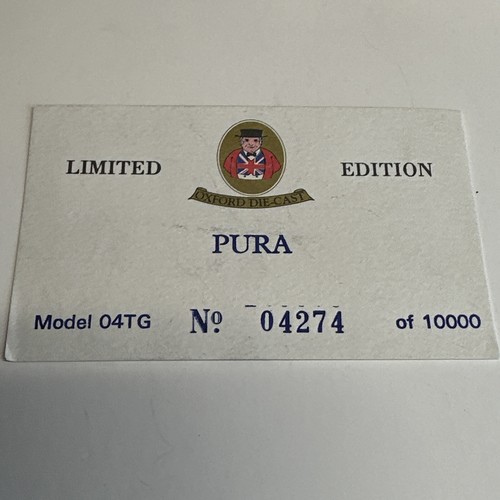 LIMITED EDITION
OXFORD DIE-CAST
PURA
Model 04TG Nº 04274 of 10000